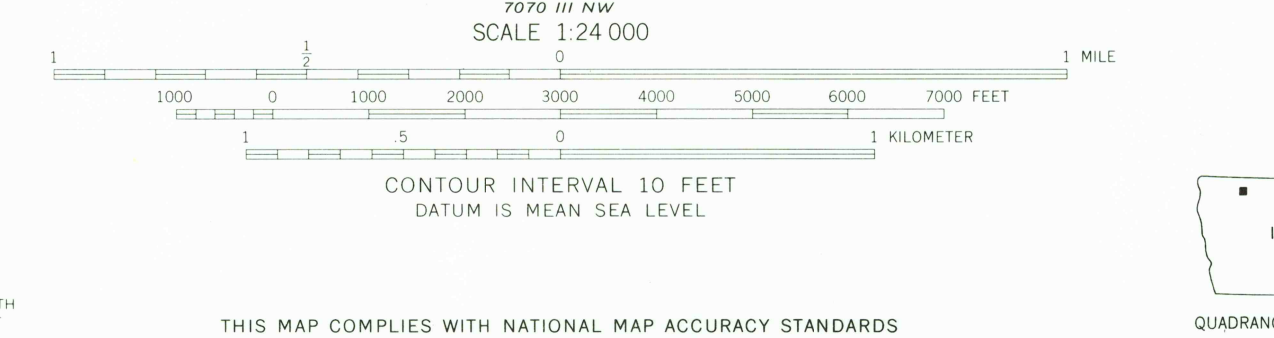 7070 III NW
SCALE 1:24 000
1 1/2 0 1 MILE
1000 0 1000 2000 3000 4000 5000 6000 7000 FEET
1 .5 0 1 KILOMETER
CONTOUR INTERVAL 10 FEET
DATUM IS MEAN SEA LEVEL
TH
THIS MAP COMPLIES WITH NATIONAL MAP ACCURACY STANDARDS
QUADRANG